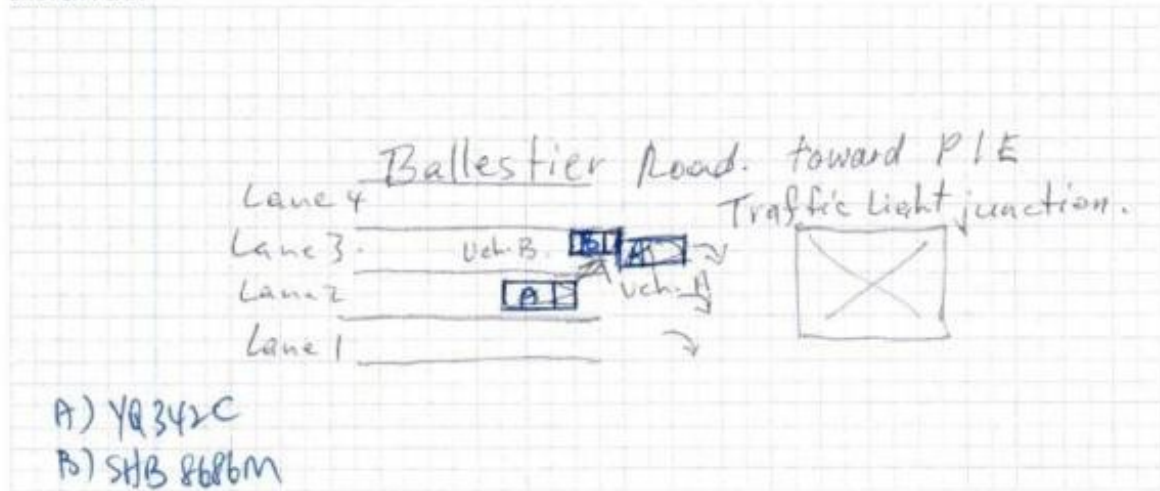 Ballestier Road. toward PIE
Lane 4
Traffic Light junction.
Lane 3.
Veh. B.
B
A
Lane 2
A
Veh. A
Lane 1
A) YQ342C
B) SHB 8686M